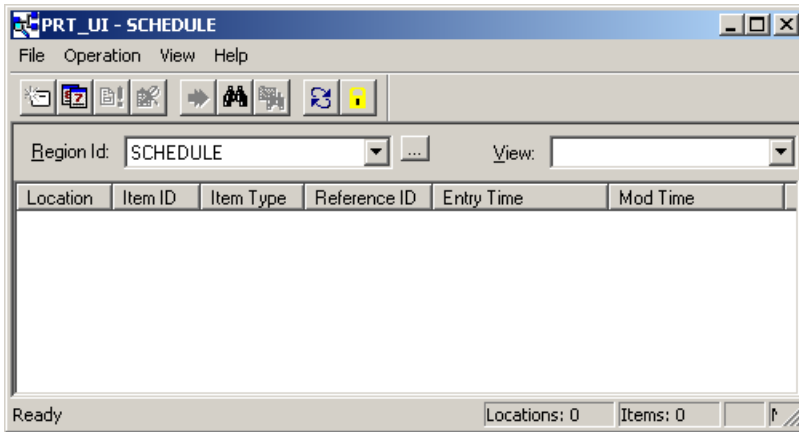 PRT_UI - SCHEDULE
File Operation View Help
Region Id: SCHEDULE ... View:
Location Item ID Item Type Reference ID Entry Time Mod Time
Ready Locations: 0 Items: 0